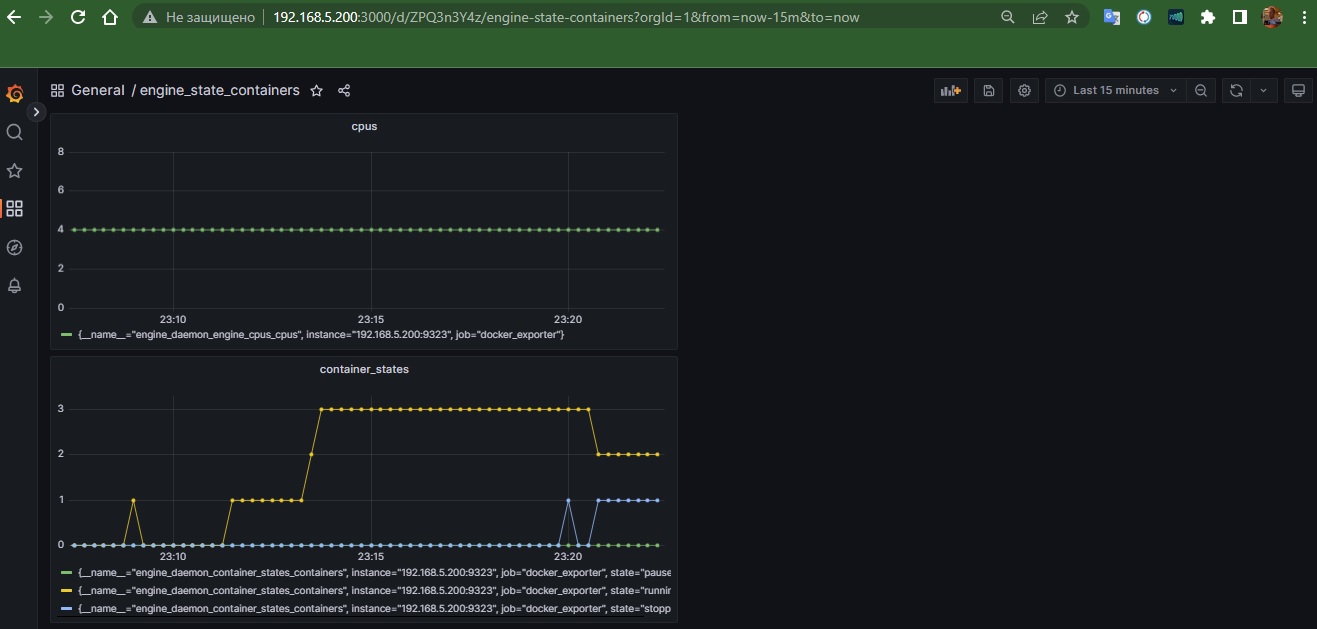 Не защищено 192.168.5.200:3000/d/ZPQ3n3Y4z/engine-state-containers?orgId=1&from=now-15m&to=now
General / engine_state_containers Last 15 minutes
cpus
8
6
4
2
0
23:10 23:15 23:20
{__name__="engine_daemon_engine_cpus_cpus", instance="192.168.5.200:9323", job="docker_exporter"}
container_states
3
2
1
0
23:10 23:15 23:20
{__name__="engine_daemon_container_states_containers", instance="192.168.5.200:9323", job="docker_exporter", state="pause
{__name__="engine_daemon_container_states_containers", instance="192.168.5.200:9323", job="docker_exporter", state="runnin
{__name__="engine_daemon_container_states_containers", instance="192.168.5.200:9323", job="docker_exporter", state="stopp